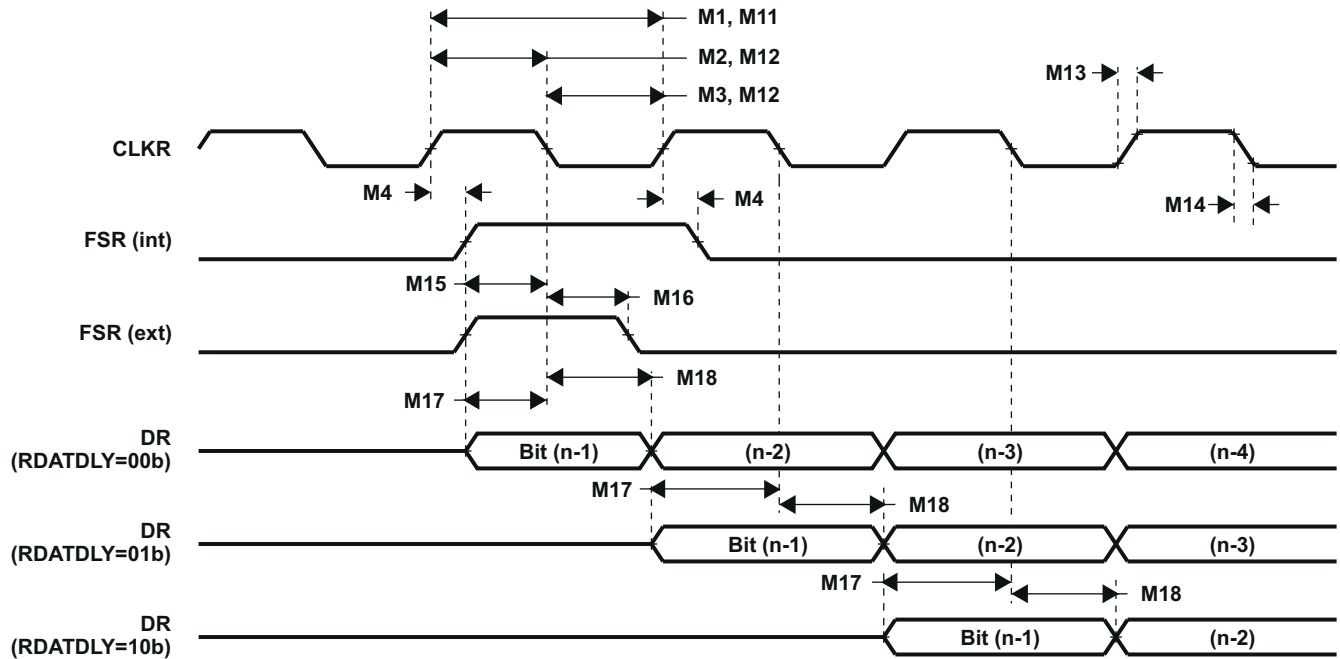 M1, M11
M2, M12
M13
M3, M12
CLKR
M4
M4
M14
FSR (int)
M15
M16
FSR (ext)
M18
M17
DR
(RDATDLY=00b)
Bit (n-1)
(n-2)
(n-3)
(n-4)
M17
M18
DR
(RDATDLY=01b)
Bit (n-1)
(n-2)
(n-3)
M17
M18
DR
(RDATDLY=10b)
Bit (n-1)
(n-2)